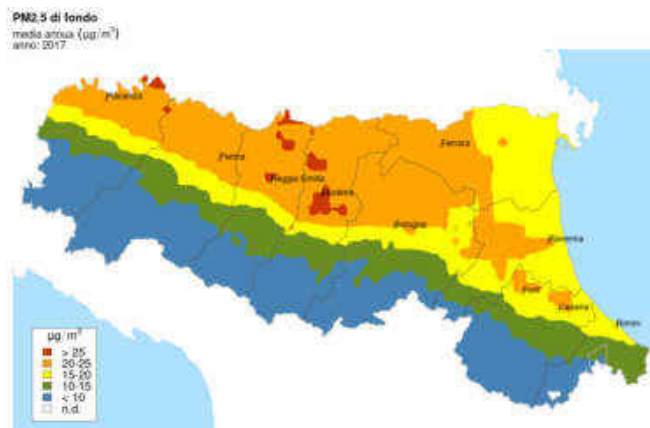 PM2.5 di fondo
media annua (µg/m³)
anno: 2017
Piacenza
Parma
Reggio Emilia
Modena
Ferrara
Bologna
Ravenna
Forlì
Cesena
Rimini
µg/m³
> 25
20-25
15-20
10-15
< 10
n.d.